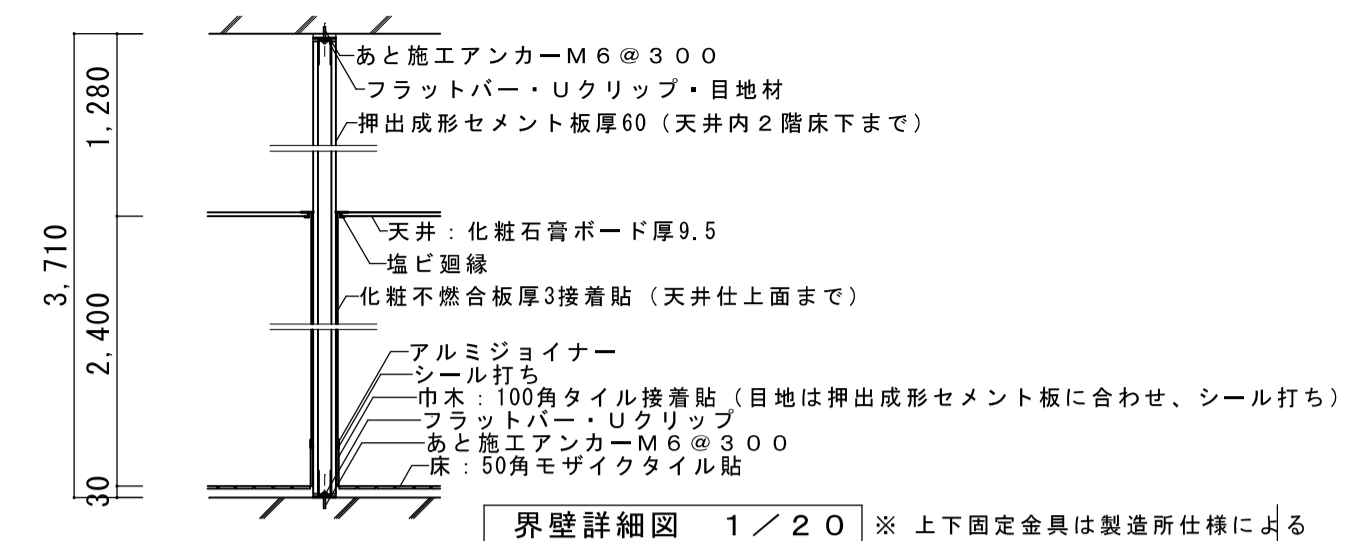 あと施工アンカーM6@300
フラットバー・Uクリップ・目地材
押出成形セメント板厚60(天井内2階床下まで)
天井:化粧石膏ボード厚9.5
塩ビ廻縁
化粧不燃合板厚3接着貼(天井仕上面まで)
アルミジョイナー
シール打ち
巾木:100角タイル接着貼(目地は押出成形セメント板に合わせ、シール打ち)
フラットバー・Uクリップ
あと施工アンカーM6@300
床:50角モザイクタイル貼
1,280
3,710
2,400
30
界壁詳細図 1/20
※ 上下固定金具は製造所仕様による